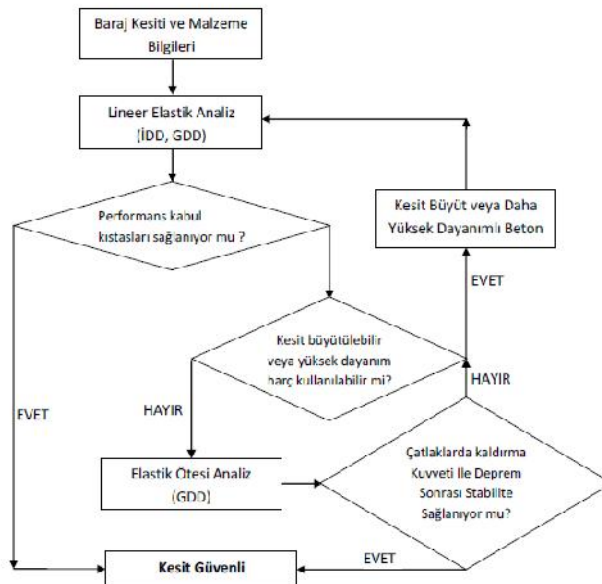 Baraj Kesiti ve Malzeme
Bilgileri
Lineer Elastik Analiz
(İDD, GDD)
Performans kabul
kıstasları sağlanıyor mu ?
Kesit Büyüt veya Daha
Yüksek Dayanımlı Beton
EVET
Kesit büyütülebilir
veya yüksek dayanım
harç kullanılabilir mi?
EVET
HAYIR
HAYIR
Elastik Otesi Analiz
(GDD)
Çatlaklarda kaldırma
Kuvveti Ile Deprem
Sonrası Stabilite
Sağlanıyor mu?
Kesit Güvenli
EVET